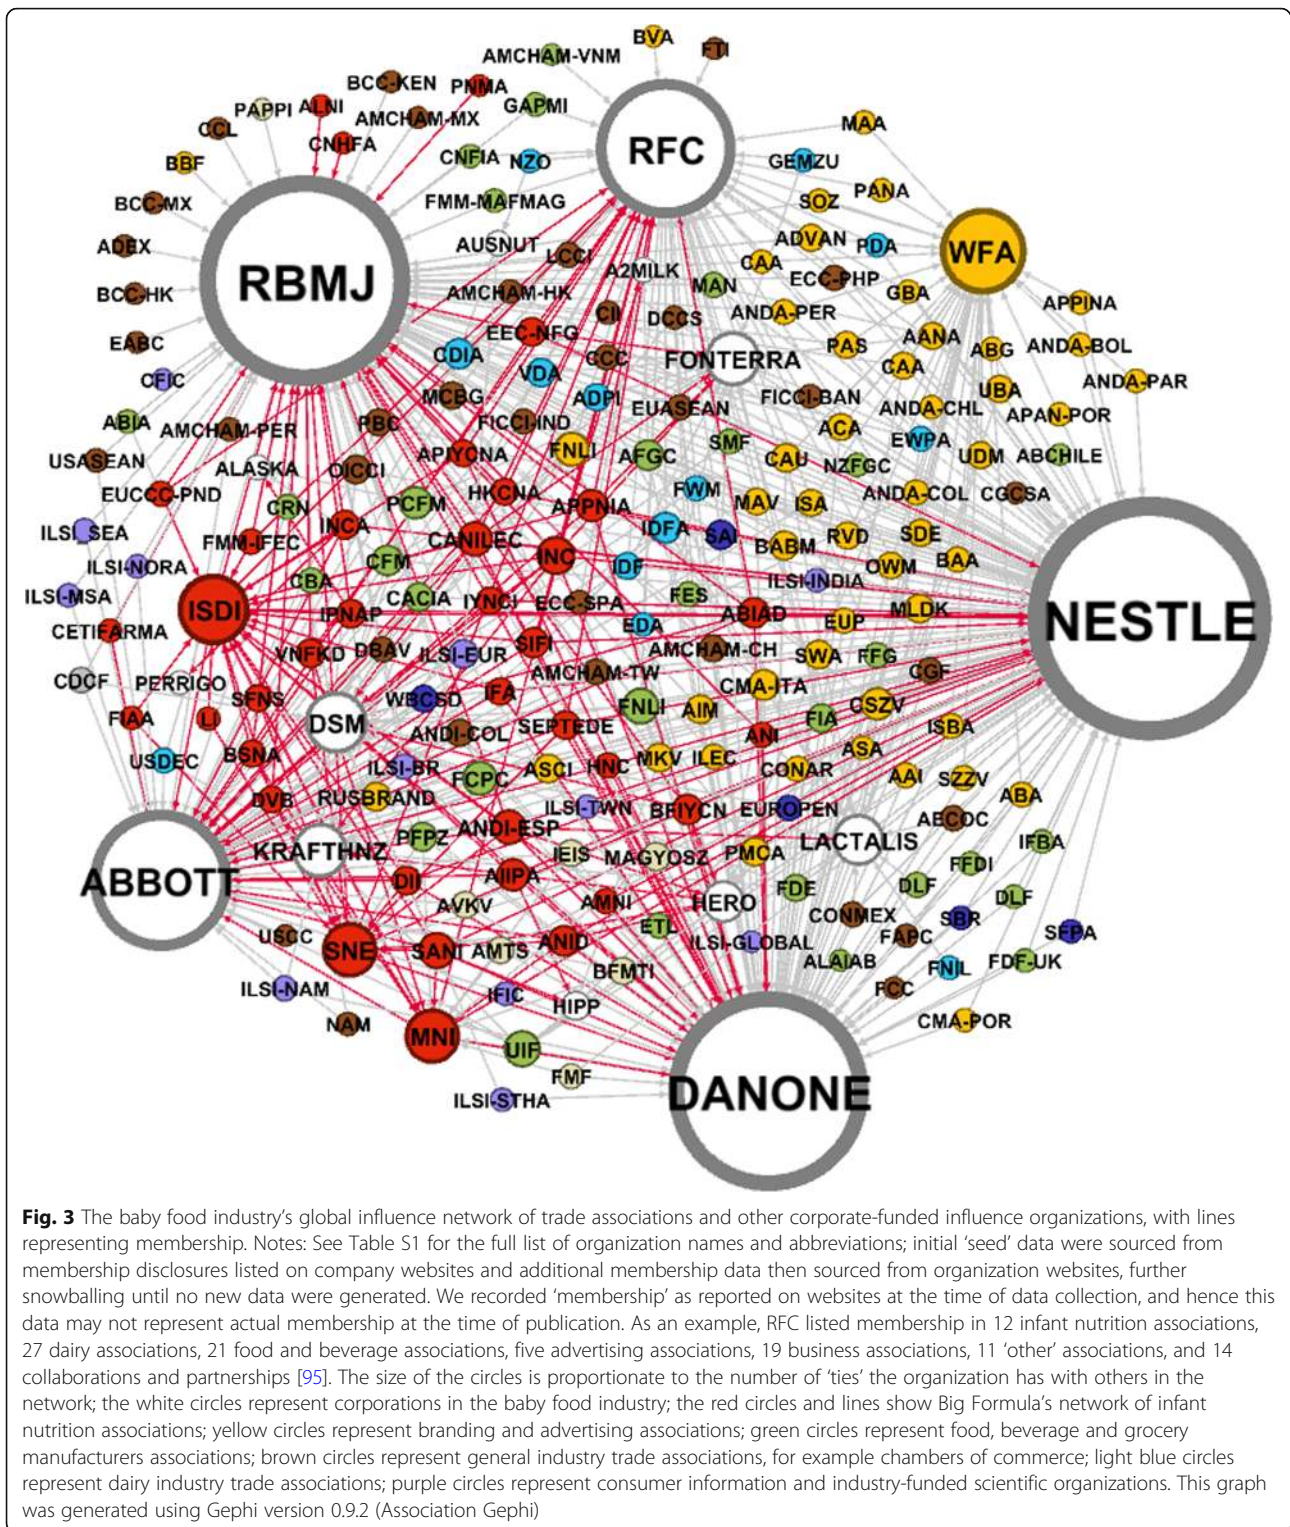 BVA
FTI
AMCHAM-VNM
BCC-KEN
PNMA
GAPMI
PAPPI
ALNI
AMCHAM-MX
CCL
CNHFA
RFC
MAA
BBF
CNFIA
NZO
GEMZU
BCC-MX
FMM-MAFMAG
SOZ
PANA
ADEX
AUSNUT
LCCI
ADVAN
PDA
WFA
RBMJ
A2MILK
CAA
ECC-PHP
BCC-HK
AMCHAM-HK
MAN
GBA
APPINA
CII
DCCS
ANDA-PER
EABC
EEC-NFG
AANA
ABG
ANDA-BOL
CDIA
CCC
FONTERRA
PAS
CFIC
VDA
CAA
ANDA-PAR
MCBG
ADPI
EUASEAN
FICCI-BAN
UBA
ABIA
AMCHAM-PER
PBC
FICCI-IND
ACA
ANDA-CHL
APAN-POR
USASEAN
ALASKA
OICCI
APIYCNA
FNLI
AFGC
SMF
CAU
NZFGC
EWPA
UDM
ABCHILE
EUCCC-PND
CRN
PCFM
HKCNA
APPNIA
FWM
MAV
ISA
ANDA-COL
CGCSA
ILSI_SEA
FMM-IFEC
INCA
CANILEC
INC
IDFA
SAI
BABM
RVD
SDE
ILSI-NORA
CFM
IDF
ILSI-INDIA
OWM
BAA
ILSI-MSA
ISDI
CBA
CACIA
IYNCI
ECC-SPA
FES
ABIAD
EUP
MLDK
NESTLE
CETIFARMA
IPNAP
EDA
VNFKD
DBAV
ILSI-EUR
SIFI
AMCHAM-CH
SWA
FFG
CDCF
PERRIGO
SFNS
WBCSD
IFA
AMCHAM-TW
CMA-ITA
CGF
FIAA
LI
DSM
ANDI-COL
SEPTEDE
FNLI
AIM
FIA
CSZV
USDEC
BSNA
ILSI-BR
FCPC
ASCI
HNC
MKV
ILEC
ANI
CONAR
ASA
ISBA
DVB
RUSBRAND
ILSI-TWN
BFIYCN
EUROPEN
AAI
SZZV
ABA
PFPZ
ANDI-ESP
LACTALIS
ABCOC
KRAFTHNZ
IEIS
MAGYOSZ
PMCA
IFBA
ABBOTT
DII
AIIPA
HERO
FDE
FFDI
AVKV
AMNI
DLF
DLF
USCC
SNE
SANI
AMTS
ANID
ETL
ILSI-GLOBAL
CONMEX
SBR
SFPA
ILSI-NAM
BFMTI
ALAIAB
FAPC
FNIL
FDF-UK
IFIC
HIPP
FCC
NAM
MNI
UIF
CMA-POR
FMF
DANONE
ILSI-STHA
Fig. 3 The baby food industry's global influence network of trade associations and other corporate-funded influence organizations, with lines
representing membership. Notes: See Table S1 for the full list of organization names and abbreviations; initial 'seed' data were sourced from
membership disclosures listed on company websites and additional membership data then sourced from organization websites, further
snowballing until no new data were generated. We recorded 'membership' as reported on websites at the time of data collection, and hence this
data may not represent actual membership at the time of publication. As an example, RFC listed membership in 12 infant nutrition associations,
27 dairy associations, 21 food and beverage associations, five advertising associations, 19 business associations, 11 'other' associations, and 14
collaborations and partnerships [95]. The size of the circles is proportionate to the number of 'ties' the organization has with others in the
network; the white circles represent corporations in the baby food industry; the red circles and lines show Big Formula's network of infant
nutrition associations; yellow circles represent branding and advertising associations; green circles represent food, beverage and grocery
manufacturers associations; brown circles represent general industry trade associations, for example chambers of commerce; light blue circles
represent dairy industry trade associations; purple circles represent consumer information and industry-funded scientific organizations. This graph
was generated using Gephi version 0.9.2 (Association Gephi)